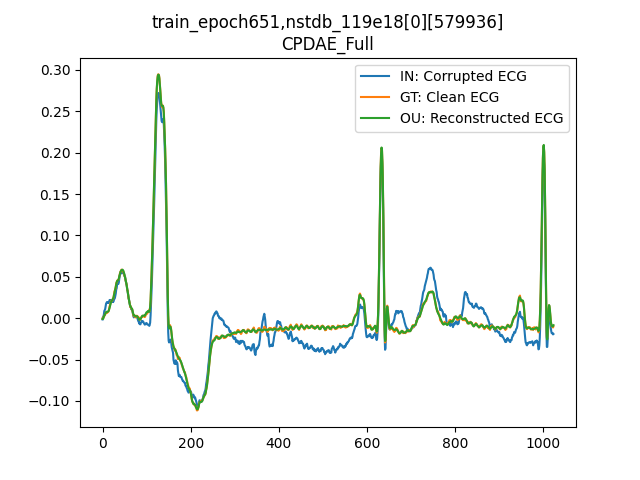 train_epoch651,nstdb_119e18[0][579936]
CPDAE_Full
IN: Corrupted ECG
GT: Clean ECG
OU: Reconstructed ECG
0.30
0.25
0.20
0.15
0.10
0.05
0.00
−0.05
−0.10
0 200 400 600 800 1000